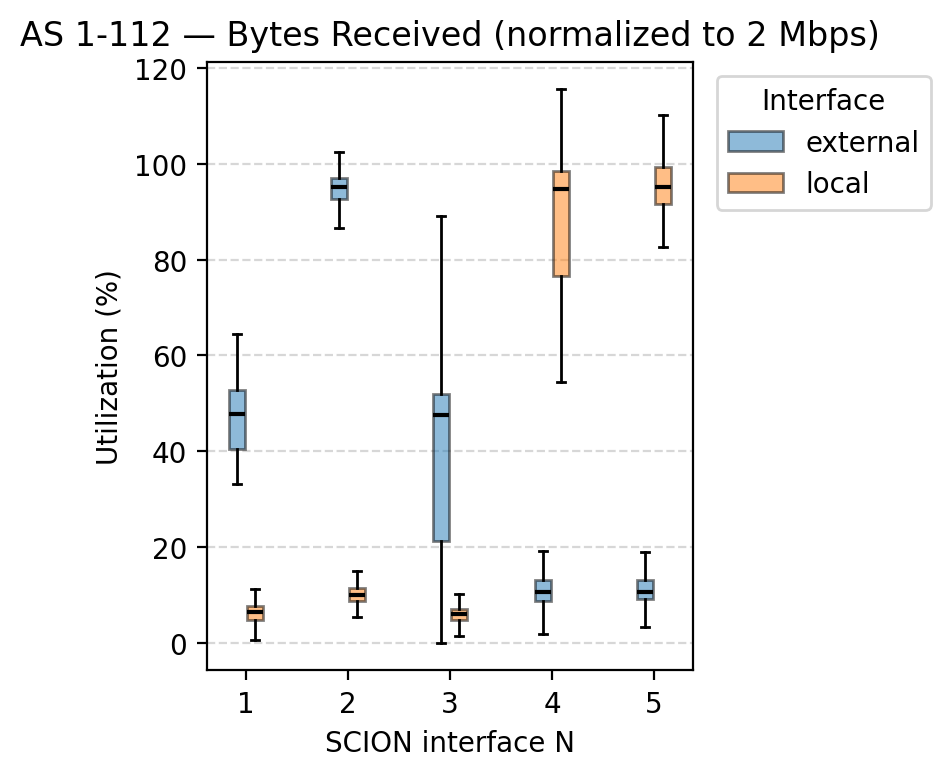 AS 1-112 — Bytes Received (normalized to 2 Mbps)
120
100
80
60
40
20
0
Utilization (%)
1 2 3 4 5
SCION interface N
Interface
external
local